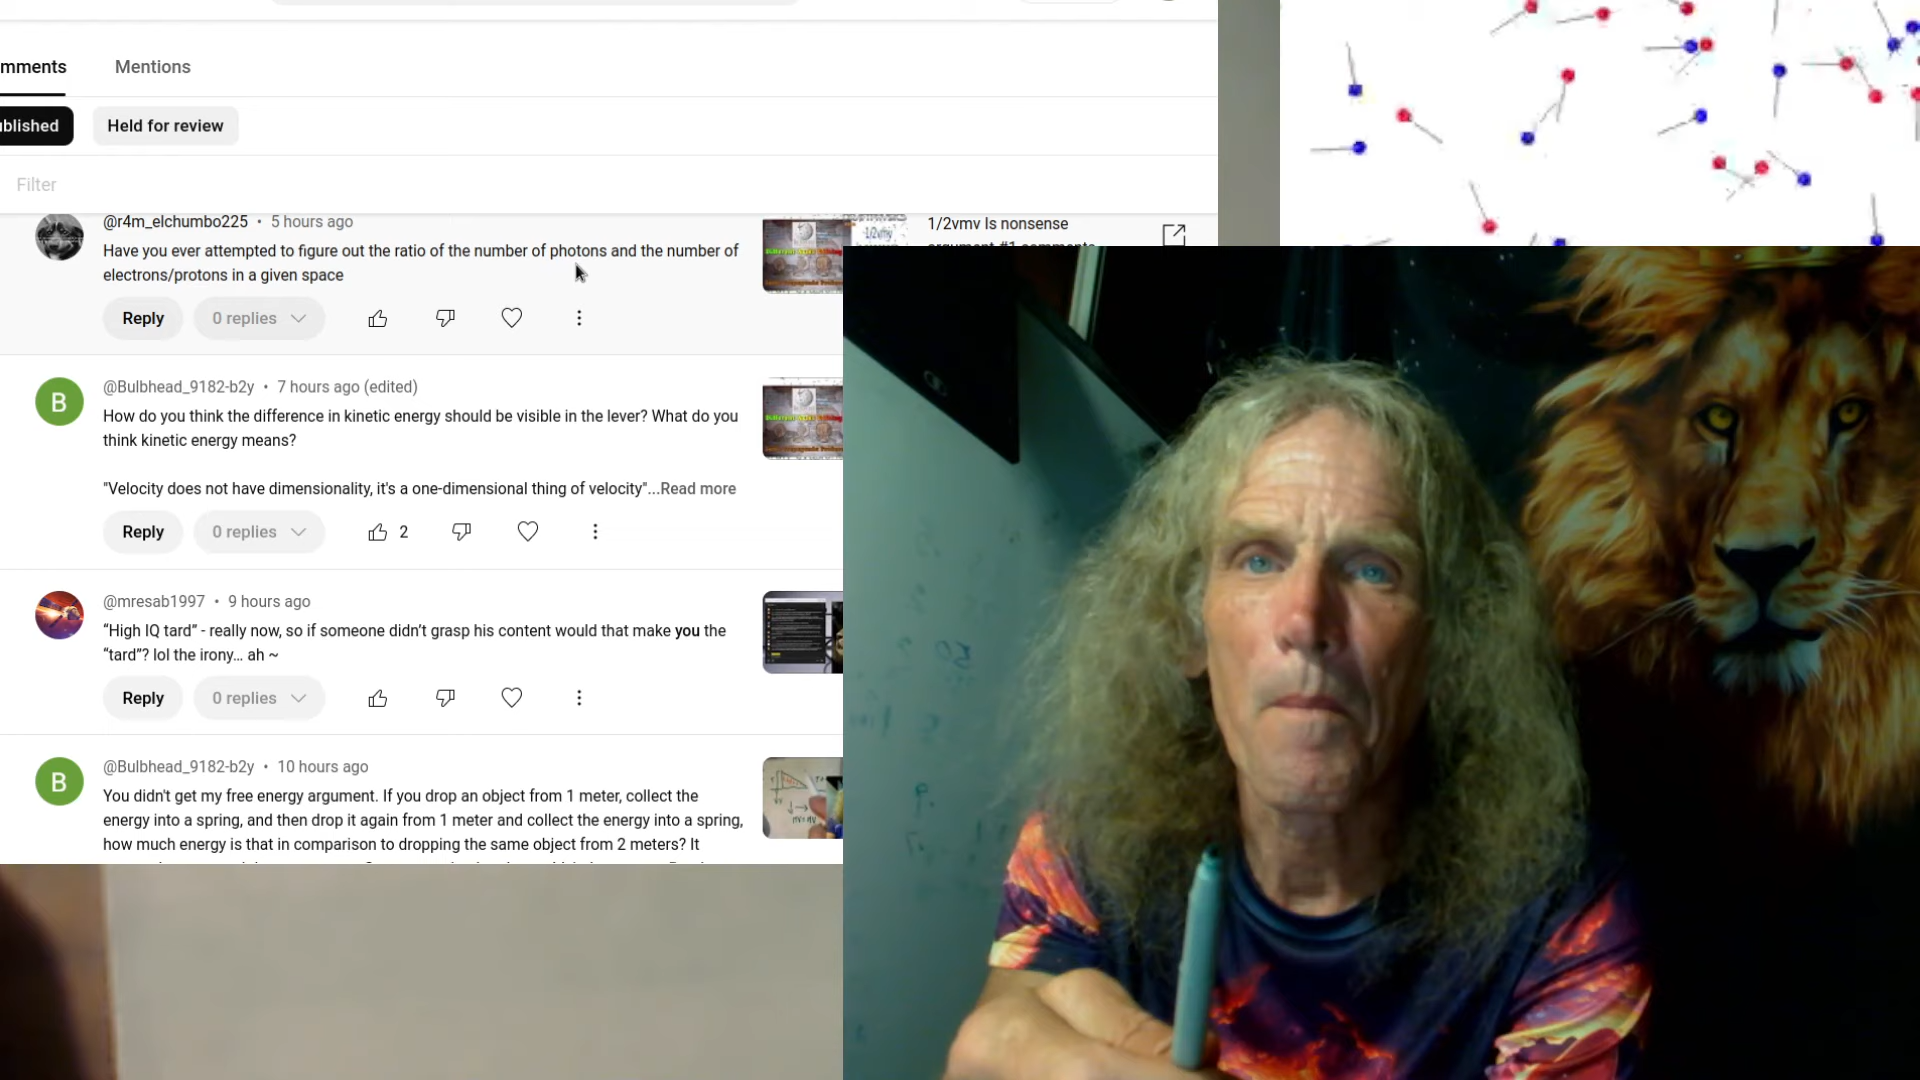 mments
Mentions
ublished
Held for review
Filter
@r4m_elchumbo225 • 5 hours ago
Have you ever attempted to figure out the ratio of the number of photons and the number of
electrons/protons in a given space
1/2vmv Is nonsense
argument #1 comments
Reply
0 replies
B
@Bulbhead_9182-b2y • 7 hours ago (edited)
How do you think the difference in kinetic energy should be visible in the lever? What do you
think kinetic energy means?
"Velocity does not have dimensionality, it's a one-dimensional thing of velocity"...Read more
Reply
0 replies
2
@mresab1997 • 9 hours ago
“High IQ tard” - really now, so if someone didn’t grasp his content would that make you the
“tard”? lol the irony… ah ~
Reply
0 replies
B
@Bulbhead_9182-b2y • 10 hours ago
You didn't get my free energy argument. If you drop an object from 1 meter, collect the
energy into a spring, and then drop it again from 1 meter and collect the energy into a spring,
how much energy is that in comparison to dropping the same object from 2 meters? It